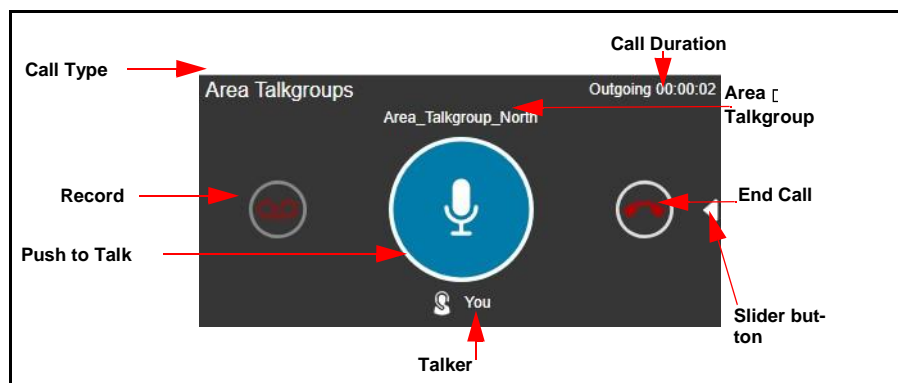 Call Duration
Call Type
Area Talkgroups
Outgoing 00:00:02
Area
Talkgroup
Area_Talkgroup_North
Record
End Call
Push to Talk
You
Slider but-
ton
Talker